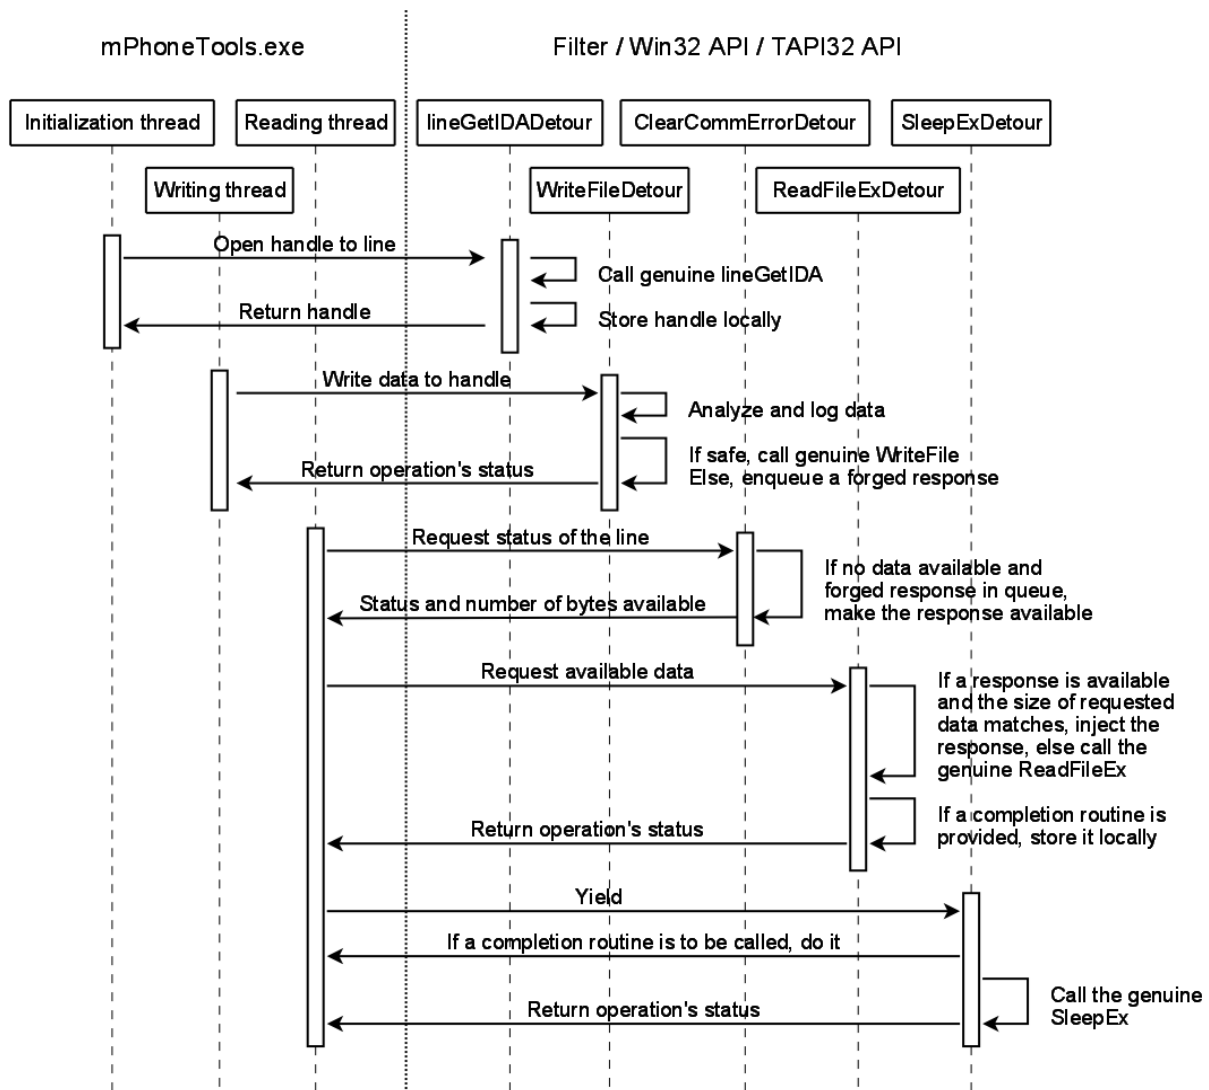 mPhoneTools.exe
Filter / Win32 API / TAPI32 API
Initialization thread
Reading thread
lineGetIDADetour
ClearCommErrorDetour
SleepExDetour
Writing thread
WriteFileDetour
ReadFileExDetour
Open handle to line
Call genuine lineGetIDA
Return handle
Store handle locally
Write data to handle
Analyze and log data
If safe, call genuine WriteFile
Else, enqueue a forged response
Return operation's status
Request status of the line
If no data available and
forged response in queue,
make the response available
Status and number of bytes available
Request available data
If a response is available
and the size of requested
data matches, inject the
response, else call the
genuine ReadFileEx
If a completion routine is
provided, store it locally
Return operation's status
Yield
If a completion routine is to be called, do it
Call the genuine
SleepEx
Return operation's status